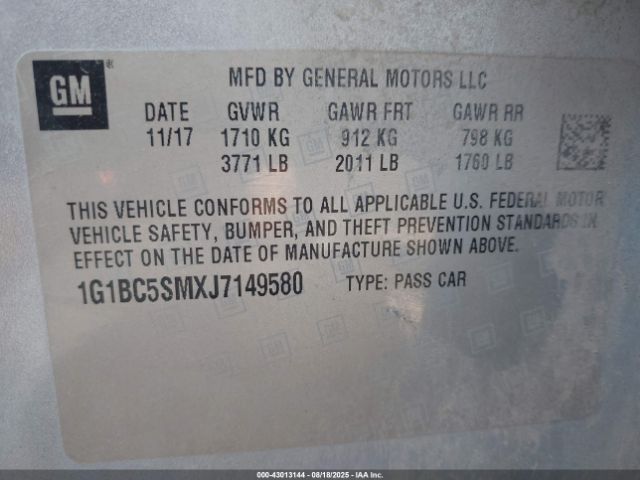 GM ®
MFD BY GENERAL MOTORS LLC
DATE GVWR GAWR FRT GAWR RR
11/17 1710 KG 912 KG 798 KG
3771 LB 2011 LB 1760 LB
THIS VEHICLE CONFORMS TO ALL APPLICABLE U.S. FEDERAL MOTOR
VEHICLE SAFETY, BUMPER, AND THEFT PREVENTION STANDARDS IN
EFFECT ON THE DATE OF MANUFACTURE SHOWN ABOVE.
1G1BC5SMXJ7149580 TYPE: PASS CAR
000-43013144 - 08/18/2025 - IAA Inc.